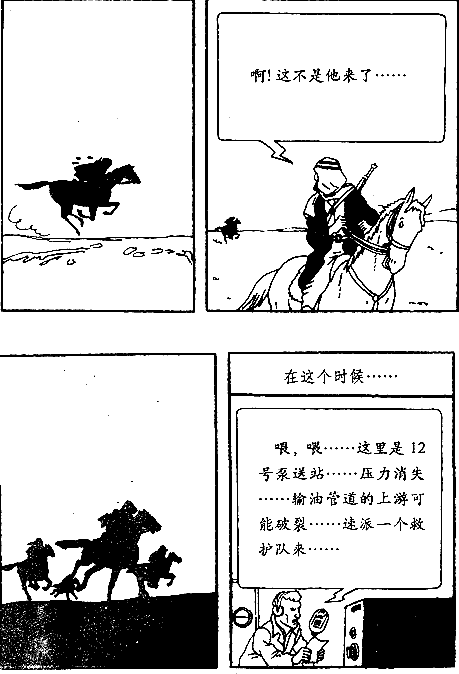 啊!这不是他来了……
在这个时候……
喂，喂……这里是12
号泵送站……压力消失
……输油管道的上游可
能破裂……速派一个救
护队来……